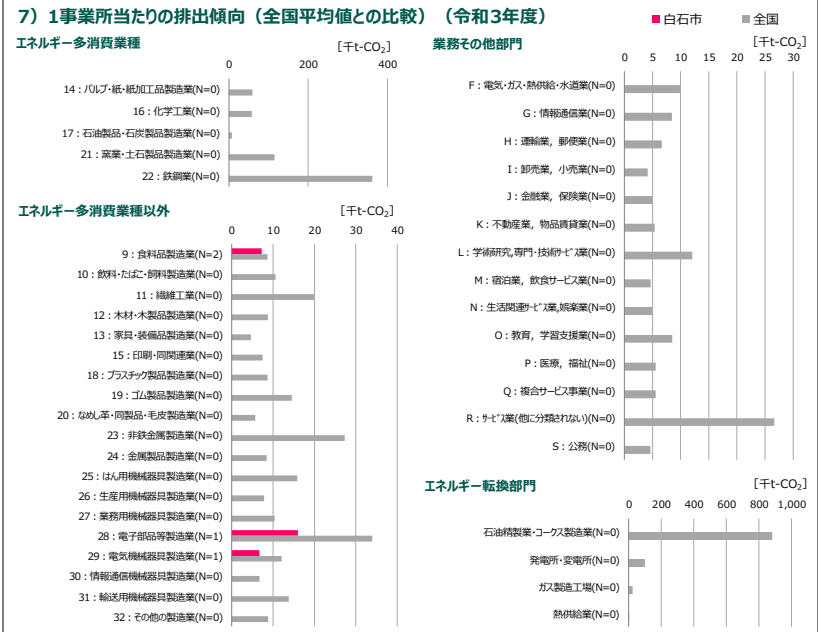 7）1事業所当たりの排出傾向（全国平均値との比較）（令和3年度）
■白石市 ■全国
エネルギー多消費業種
［千t-CO₂］
0 200 400
14：パルプ・紙・紙加工品製造業(N=0)
16：化学工業(N=0)
17：石油製品・石炭製品製造業(N=0)
21：窯業・土石製品製造業(N=0)
22：鉄鋼業(N=0)
エネルギー多消費業種以外
［千t-CO₂］
0 10 20 30 40
9：食料品製造業(N=2)
10：飲料・たばこ・飼料製造業(N=0)
11：繊維工業(N=0)
12：木材・木製品製造業(N=0)
13：家具・装備品製造業(N=0)
15：印刷・同関連業(N=0)
18：プラスチック製品製造業(N=0)
19：ゴム製品製造業(N=0)
20：なめし革・同製品・毛皮製造業(N=0)
23：非鉄金属製造業(N=0)
24：金属製品製造業(N=0)
25：はん用機械器具製造業(N=0)
26：生産用機械器具製造業(N=0)
27：業務用機械器具製造業(N=0)
28：電子部品等製造業(N=1)
29：電気機械器具製造業(N=1)
30：情報通信機械器具製造業(N=0)
31：輸送用機械器具製造業(N=0)
32：その他の製造業(N=0)
業務その他部門
［千t-CO₂］
0 5 10 15 20 25 30
F：電気・ガス・熱供給・水道業(N=0)
G：情報通信業(N=0)
H：運輸業，郵便業(N=0)
I：卸売業，小売業(N=0)
J：金融業，保険業(N=0)
K：不動産業，物品賃貸業(N=0)
L：学術研究,専門・技術サービス業(N=0)
M：宿泊業，飲食サービス業(N=0)
N：生活関連サービス業,娯楽業(N=0)
O：教育，学習支援業(N=0)
P：医療，福祉(N=0)
Q：複合サービス事業(N=0)
R：サービス業(他に分類されない)(N=0)
S：公務(N=0)
エネルギー転換部門
［千t-CO₂］
0 200 400 600 800 1,000
石油精製業・コークス製造業(N=0)
発電所・変電所(N=0)
ガス製造工場(N=0)
熱供給業(N=0)